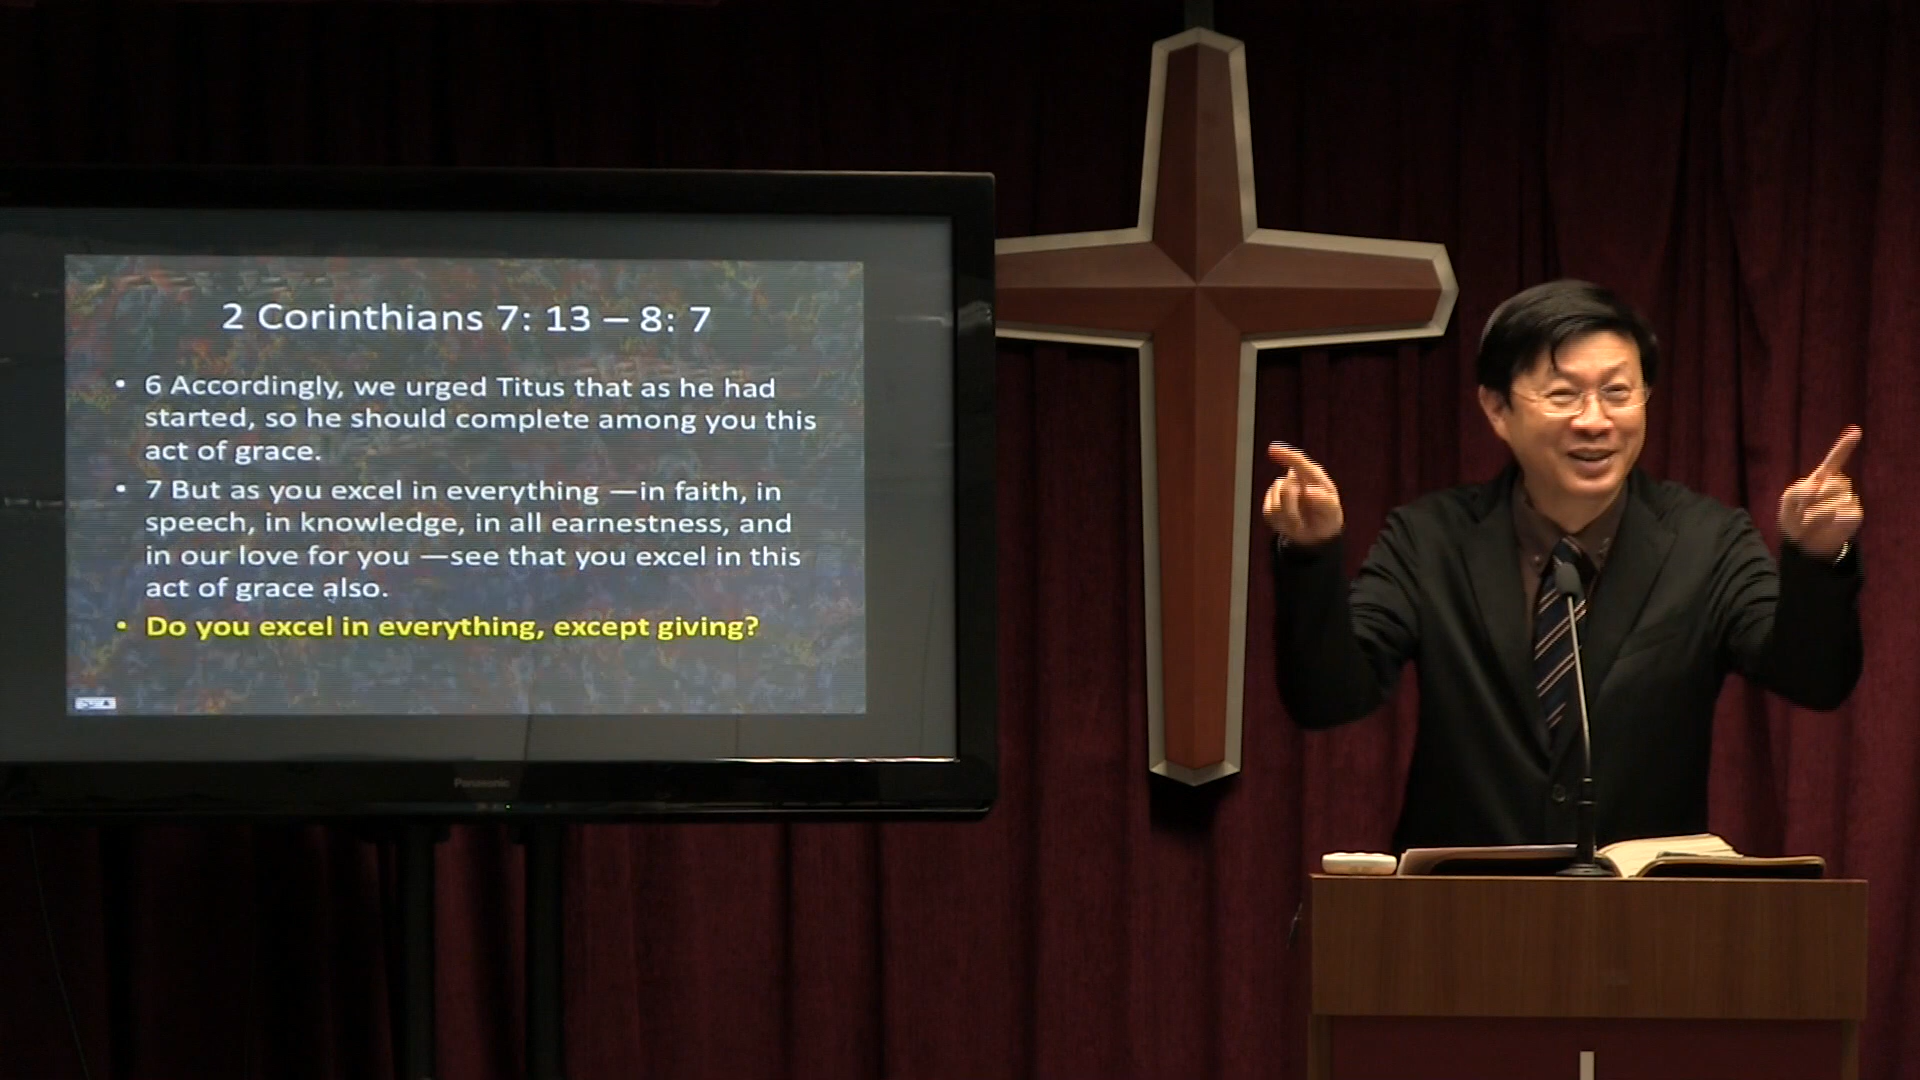 2 Corinthians 7: 13 – 8: 7
• 6 Accordingly, we urged Titus that as he had
started, so he should complete among you this
act of grace.
• 7 But as you excel in everything —in faith, in
speech, in knowledge, in all earnestness, and
in our love for you —see that you excel in this
act of grace also.
• Do you excel in everything, except giving?
Panasonic